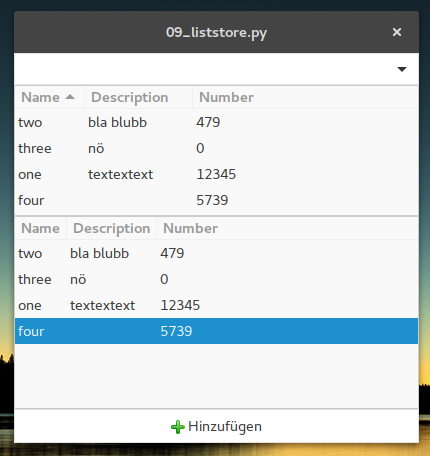 09_liststore.py
Name Description Number
two bla blubb 479
three nö 0
one textextext 12345
four 5739
Name Description Number
two bla blubb 479
three nö 0
one textextext 12345
four 5739
Hinzufügen